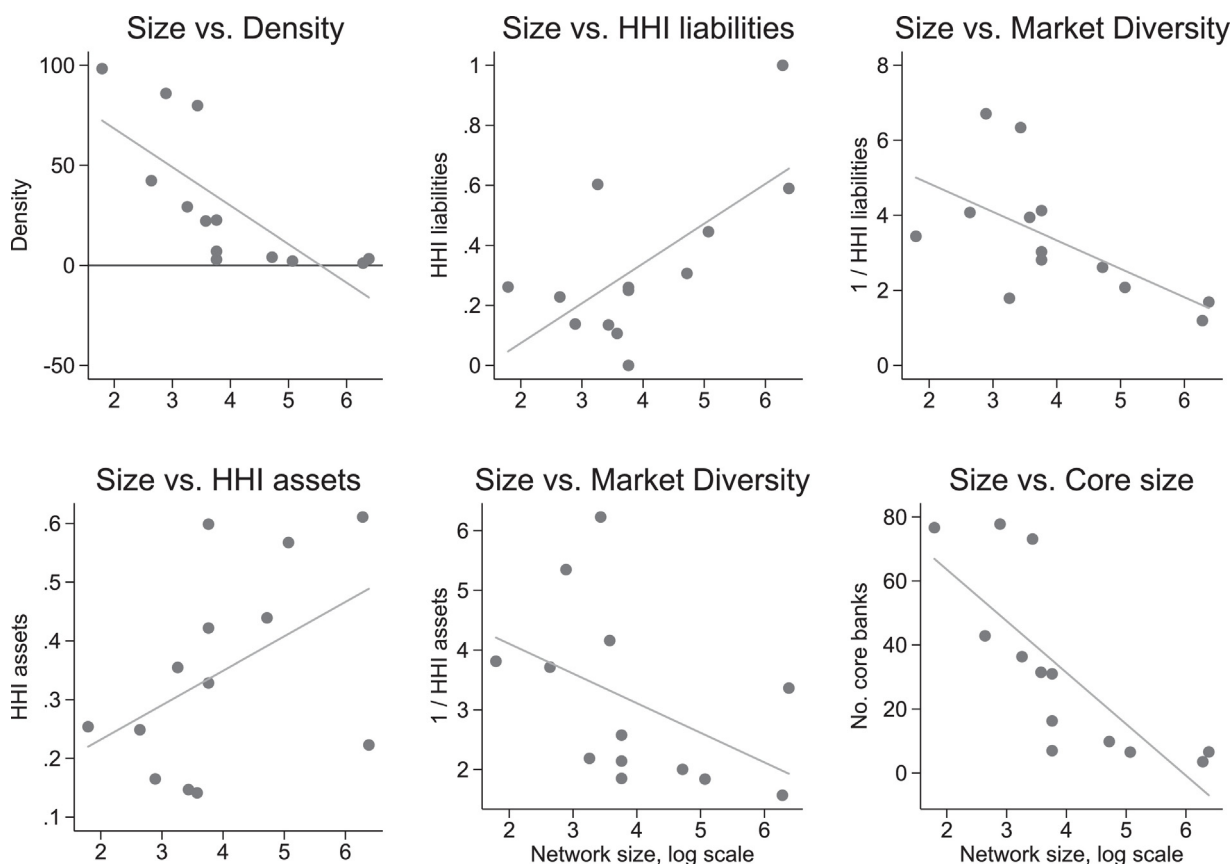 Size vs. Density
Density
100
50
0
-50
2 3 4 5 6
Size vs. HHI liabilities
HHI liabilities
1
.8
.6
.4
.2
0
2 3 4 5 6
Size vs. Market Diversity
1 / HHI liabilities
8
6
4
2
0
2 3 4 5 6
Size vs. HHI assets
HHI assets
.6
.5
.4
.3
.2
.1
2 3 4 5 6
Size vs. Market Diversity
1 / HHI assets
6
5
4
3
2
2 3 4 5 6
Network size, log scale
Size vs. Core size
No. core banks
80
60
40
20
0
2 3 4 5 6
Network size, log scale